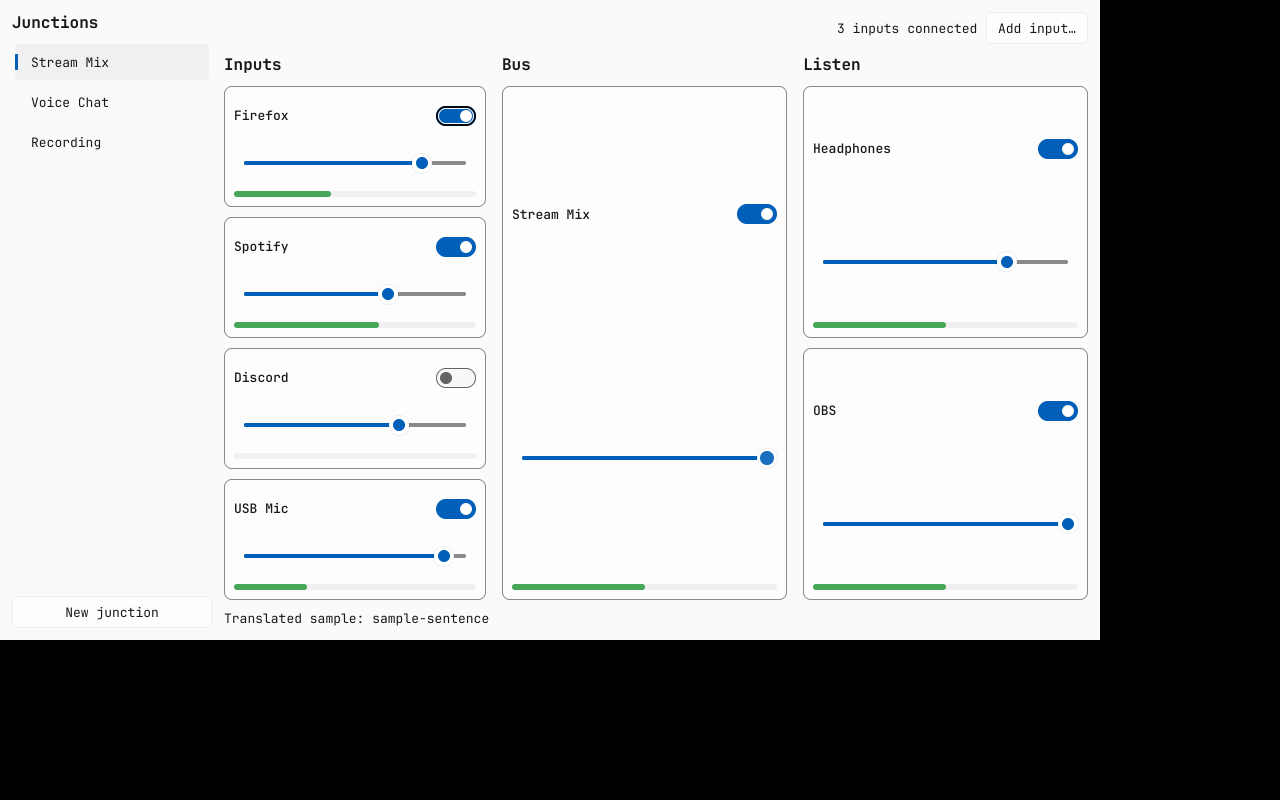 Junctions
3 inputs connected
Add input…
Stream Mix
Voice Chat
Recording
New junction
Inputs
Firefox
Spotify
Discord
USB Mic
Bus
Stream Mix
Listen
Headphones
OBS
Translated sample: sample-sentence